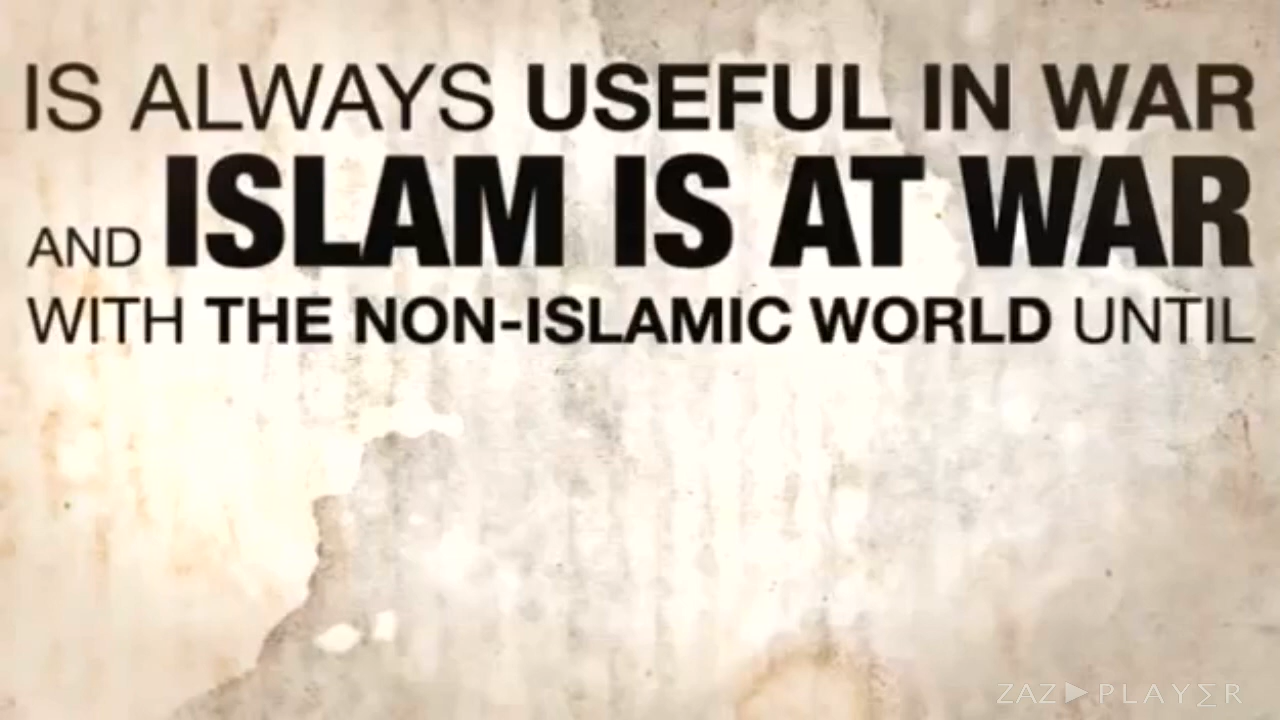 IS ALWAYS USEFUL IN WAR
AND ISLAM IS AT WAR
WITH THE NON-ISLAMIC WORLD UNTIL
ZAZ▶PLAYΣR